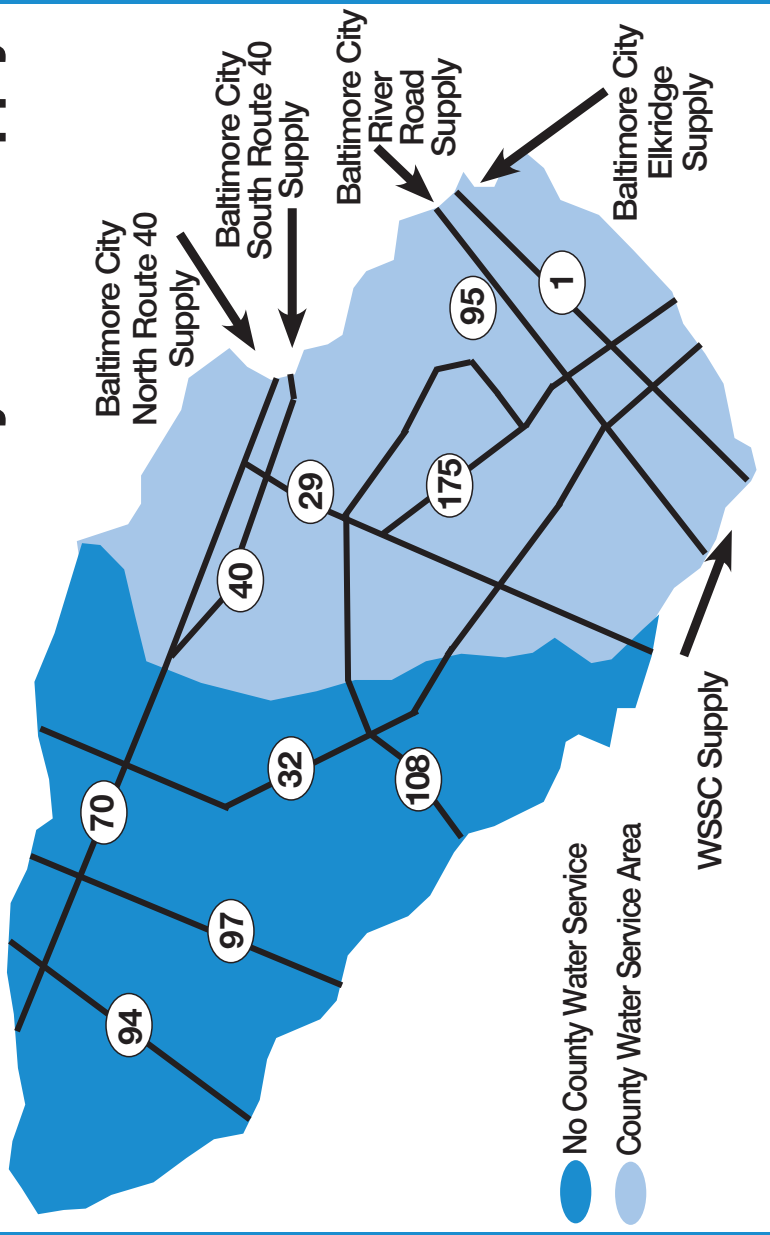 Baltimore City
North Route 40
Supply
Baltimore City
South Route 40
Supply
Baltimore City
River
Road
Supply
Baltimore City
Elkridge
Supply
70
40
29
95
1
175
32
108
97
94
WSSC Supply
No County Water Service
County Water Service Area